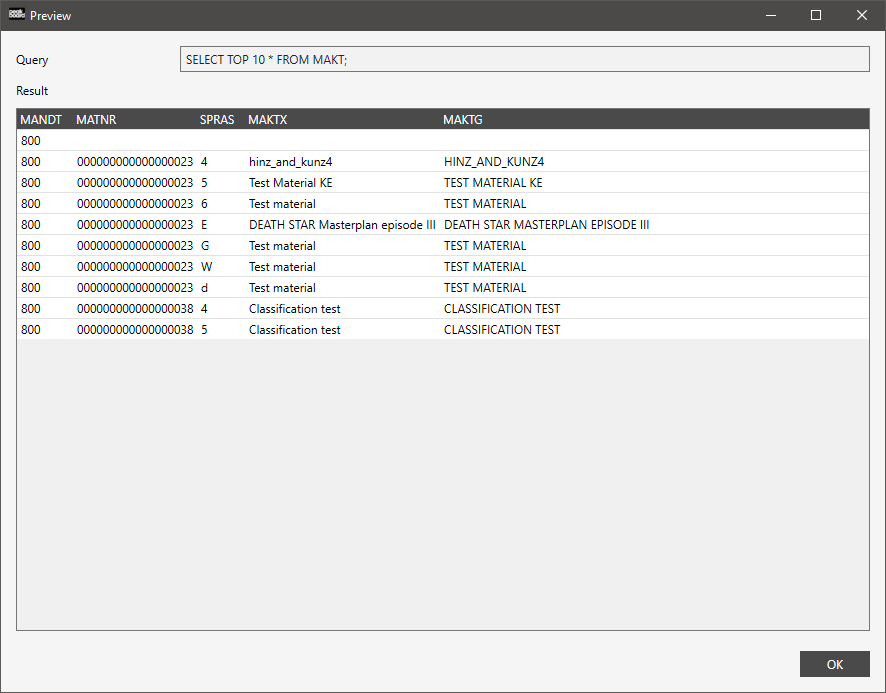 peak board Preview
Query SELECT TOP 10 * FROM MAKT;
Result
MANDT MATNR SPRAS MAKTX MAKTG
800
800 000000000000000023 4 hinz_and_kunz4 HINZ_AND_KUNZ4
800 000000000000000023 5 Test Material KE TEST MATERIAL KE
800 000000000000000023 6 Test material TEST MATERIAL
800 000000000000000023 E DEATH STAR Masterplan episode III DEATH STAR MASTERPLAN EPISODE III
800 000000000000000023 G Test material TEST MATERIAL
800 000000000000000023 W Test material TEST MATERIAL
800 000000000000000023 d Test material TEST MATERIAL
800 000000000000000038 4 Classification test CLASSIFICATION TEST
800 000000000000000038 5 Classification test CLASSIFICATION TEST
OK